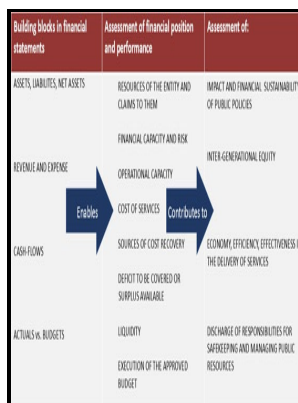 Building blocks in financial
statements
Assessment of financial position
and performance
Assessment of:
ASSETS, LIABILITES, NET ASSETS
REVENUE AND EXPENSE
CASH-FLOWS
ACTUALS vs. BUDGETS
Enables
RESOURCES OF THE ENTITY AND
CLAIMS TO THEM
FINANCIAL CAPACITY AND RISK
OPERATIONAL CAPACITY
COST OF SERVICES
SOURCES OF COST RECOVERY
DEFICIT TO BE COVERED OR
SURPLUS AVAILABLE
LIQUIDITY
EXECUTION OF THE APPROVED
BUDGET
Contributes to
IMPACT AND FINANCIAL SUSTAINABILITY
OF PUBLIC POLICIES
INTER-GENERATIONAL EQUITY
ECONOMY, EFFICIENCY, EFFECTIVENESS I
THE DELIVERY OF SERVICES
DISCHARGE OF RESPONSIBILITIES FOR
SAFEKEEPING AND MANAGING PUBLIC
RESOURCES